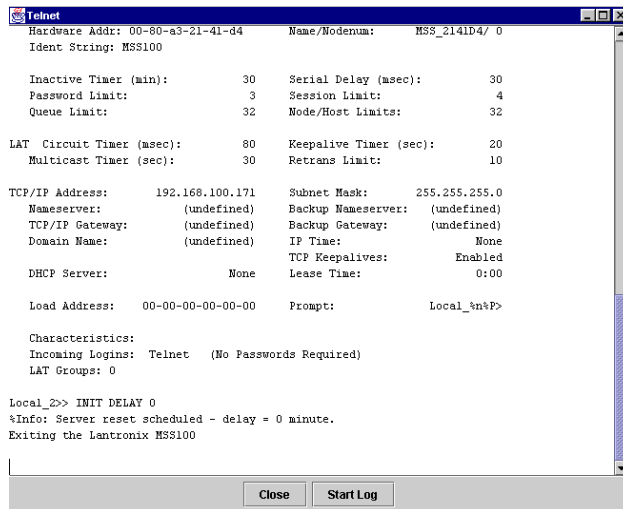 Telnet
Hardware Addr: 00-80-a3-21-41-d4 Name/Nodenum: MSS_2141D4/ 0
Ident String: MSS100
Inactive Timer (min): 30 Serial Delay (msec): 30
Password Limit: 3 Session Limit: 4
Queue Limit: 32 Node/Host Limits: 32
LAT Circuit Timer (msec): 80 Keepalive Timer (sec): 20
Multicast Timer (sec): 30 Retrans Limit: 10
TCP/IP Address: 192.168.100.171 Subnet Mask: 255.255.255.0
Nameserver: (undefined) Backup Nameserver: (undefined)
TCP/IP Gateway: (undefined) Backup Gateway: (undefined)
Domain Name: (undefined) IP Time: None
TCP Keepalives: Enabled
DHCP Server: None Lease Time: 0:00
Load Address: 00-00-00-00-00-00 Prompt: Local_%n%P>
Characteristics:
Incoming Logins: Telnet (No Passwords Required)
LAT Groups: 0
Local_2>> INIT DELAY 0
%Info: Server reset scheduled - delay = 0 minute.
Exiting the Lantronix MSS100
Close Start Log